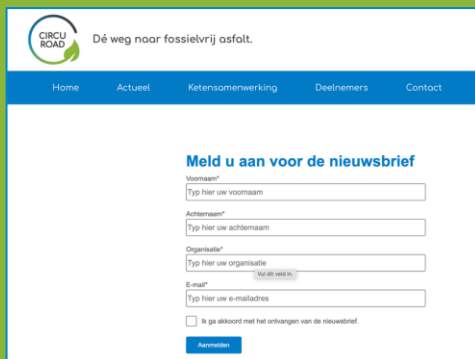 CIRCU
ROAD
Dé weg naar fossielvrij asfalt.
Home Actueel Ketensamenwerking Deelnemers Contact
Meld u aan voor de nieuwsbrief
Voornaam*
Typ hier uw voornaam
Achternaam*
Typ hier uw achternaam
Organisatie*
Typ hier uw organisatie
Vul dit veld in.
E-mail*
Typ hier uw e-mailadres
Ik ga akkoord met het ontvangen van de nieuwsbrief.
Aanmelden